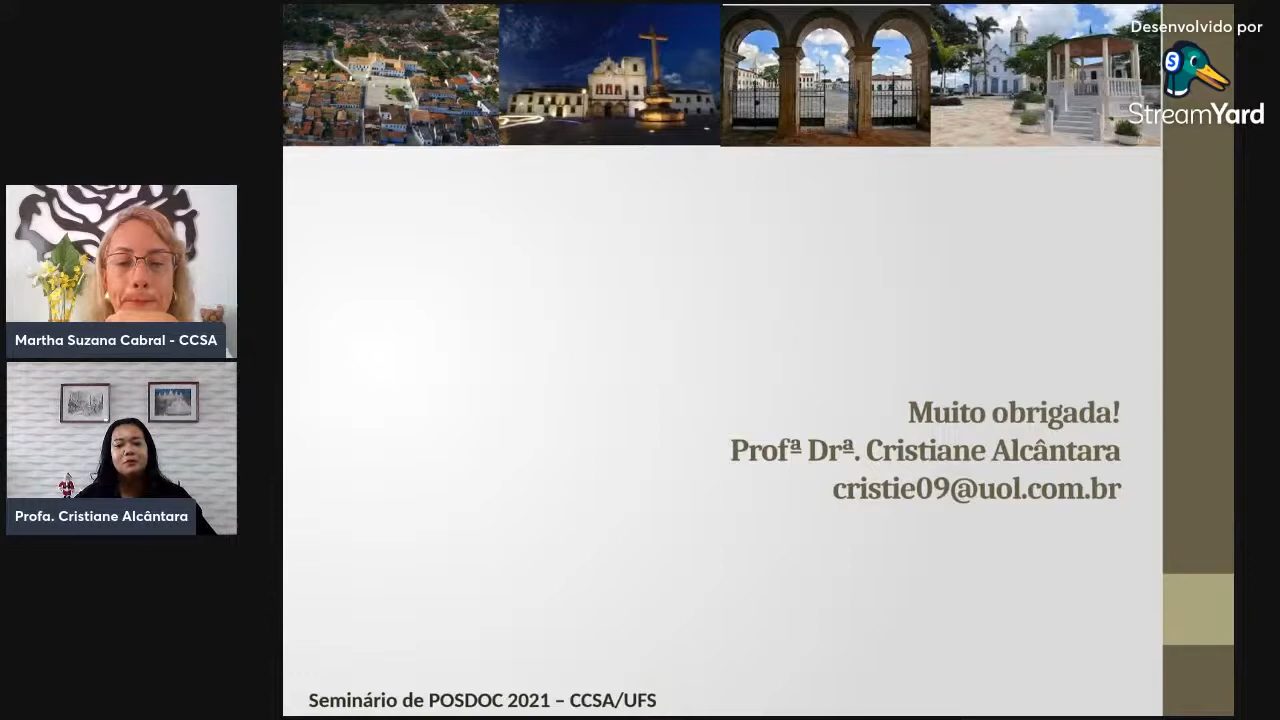 Desenvolvido por
StreamYard
Martha Suzana Cabral - CCSA
Profa. Cristiane Alcântara
Muito obrigada!
Profª Drª. Cristiane Alcântara
cristie09@uol.com.br
Seminário de POSDOC 2021 – CCSA/UFS